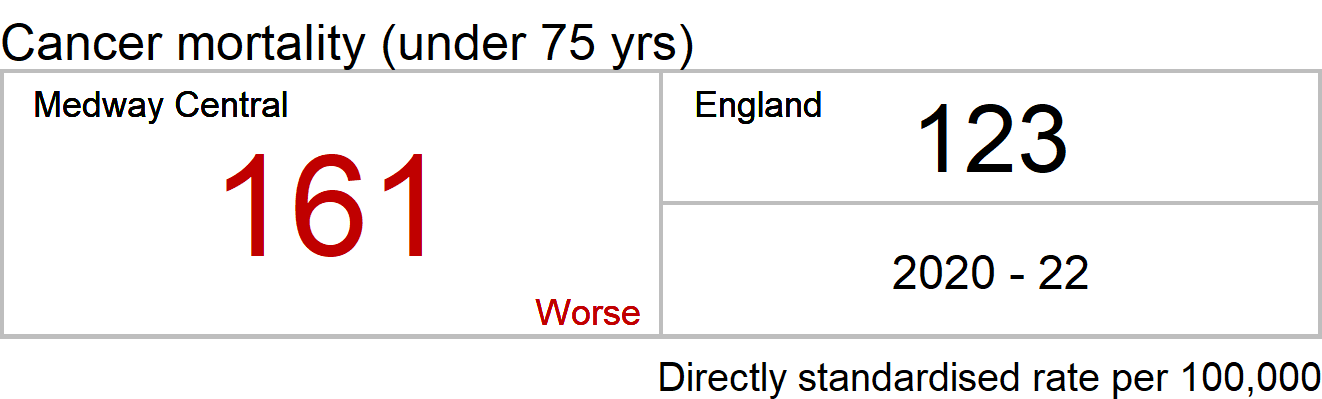 Cancer mortality (under 75 yrs)
Medway Central
161
Worse
England
123
2020 - 22
Directly standardised rate per 100,000